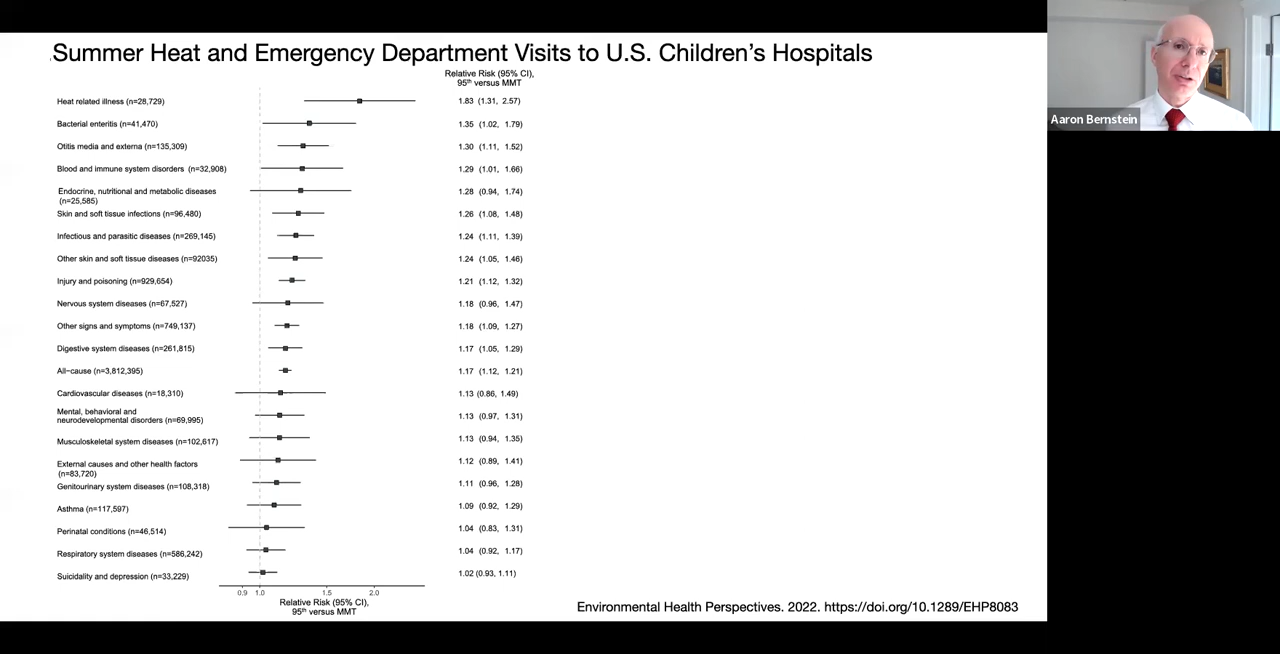 Summer Heat and Emergency Department Visits to U.S. Children's Hospitals
Relative Risk (95% CI),
95th versus MMT
Heat related illness (n=28,729) 1.83 (1.31, 2.57)
Bacterial enteritis (n=41,470) 1.35 (1.02, 1.79)
Otitis media and externa (n=135,309) 1.30 (1.11, 1.52)
Blood and immune system disorders (n=32,908) 1.29 (1.01, 1.66)
Endocrine, nutritional and metabolic diseases 1.28 (0.94, 1.74)
(n=25,585)
Skin and soft tissue infections (n=96,480) 1.26 (1.08, 1.48)
Infectious and parasitic diseases (n=269,145) 1.24 (1.11, 1.39)
Other skin and soft tissue diseases (n=92035) 1.24 (1.05, 1.46)
Injury and poisoning (n=929,654) 1.21 (1.12, 1.32)
Nervous system diseases (n=67,527) 1.18 (0.96, 1.47)
Other signs and symptoms (n=749,137) 1.18 (1.09, 1.27)
Digestive system diseases (n=261,815) 1.17 (1.05, 1.29)
All−cause (n=3,812,395) 1.17 (1.12, 1.21)
Cardiovascular diseases (n=18,310) 1.13 (0.86, 1.49)
Mental, behavioral and
neurodevelopmental disorders (n=69,995) 1.13 (0.97, 1.31)
Musculoskeletal system diseases (n=102,617) 1.13 (0.94, 1.35)
External causes and other health factors 1.12 (0.89, 1.41)
(n=83,720)
Genitourinary system diseases (n=108,318) 1.11 (0.96, 1.28)
Asthma (n=117,597) 1.09 (0.92, 1.29)
Perinatal conditions (n=46,514) 1.04 (0.83, 1.31)
Respiratory system diseases (n=586,242) 1.04 (0.92, 1.17)
Suicidality and depression (n=33,229) 1.02 (0.93, 1.11)
0.9 1.0 1.5 2.0
Relative Risk (95% CI),
95th versus MMT
Environmental Health Perspectives. 2022. https://doi.org/10.1289/EHP8083
Aaron Bernstein